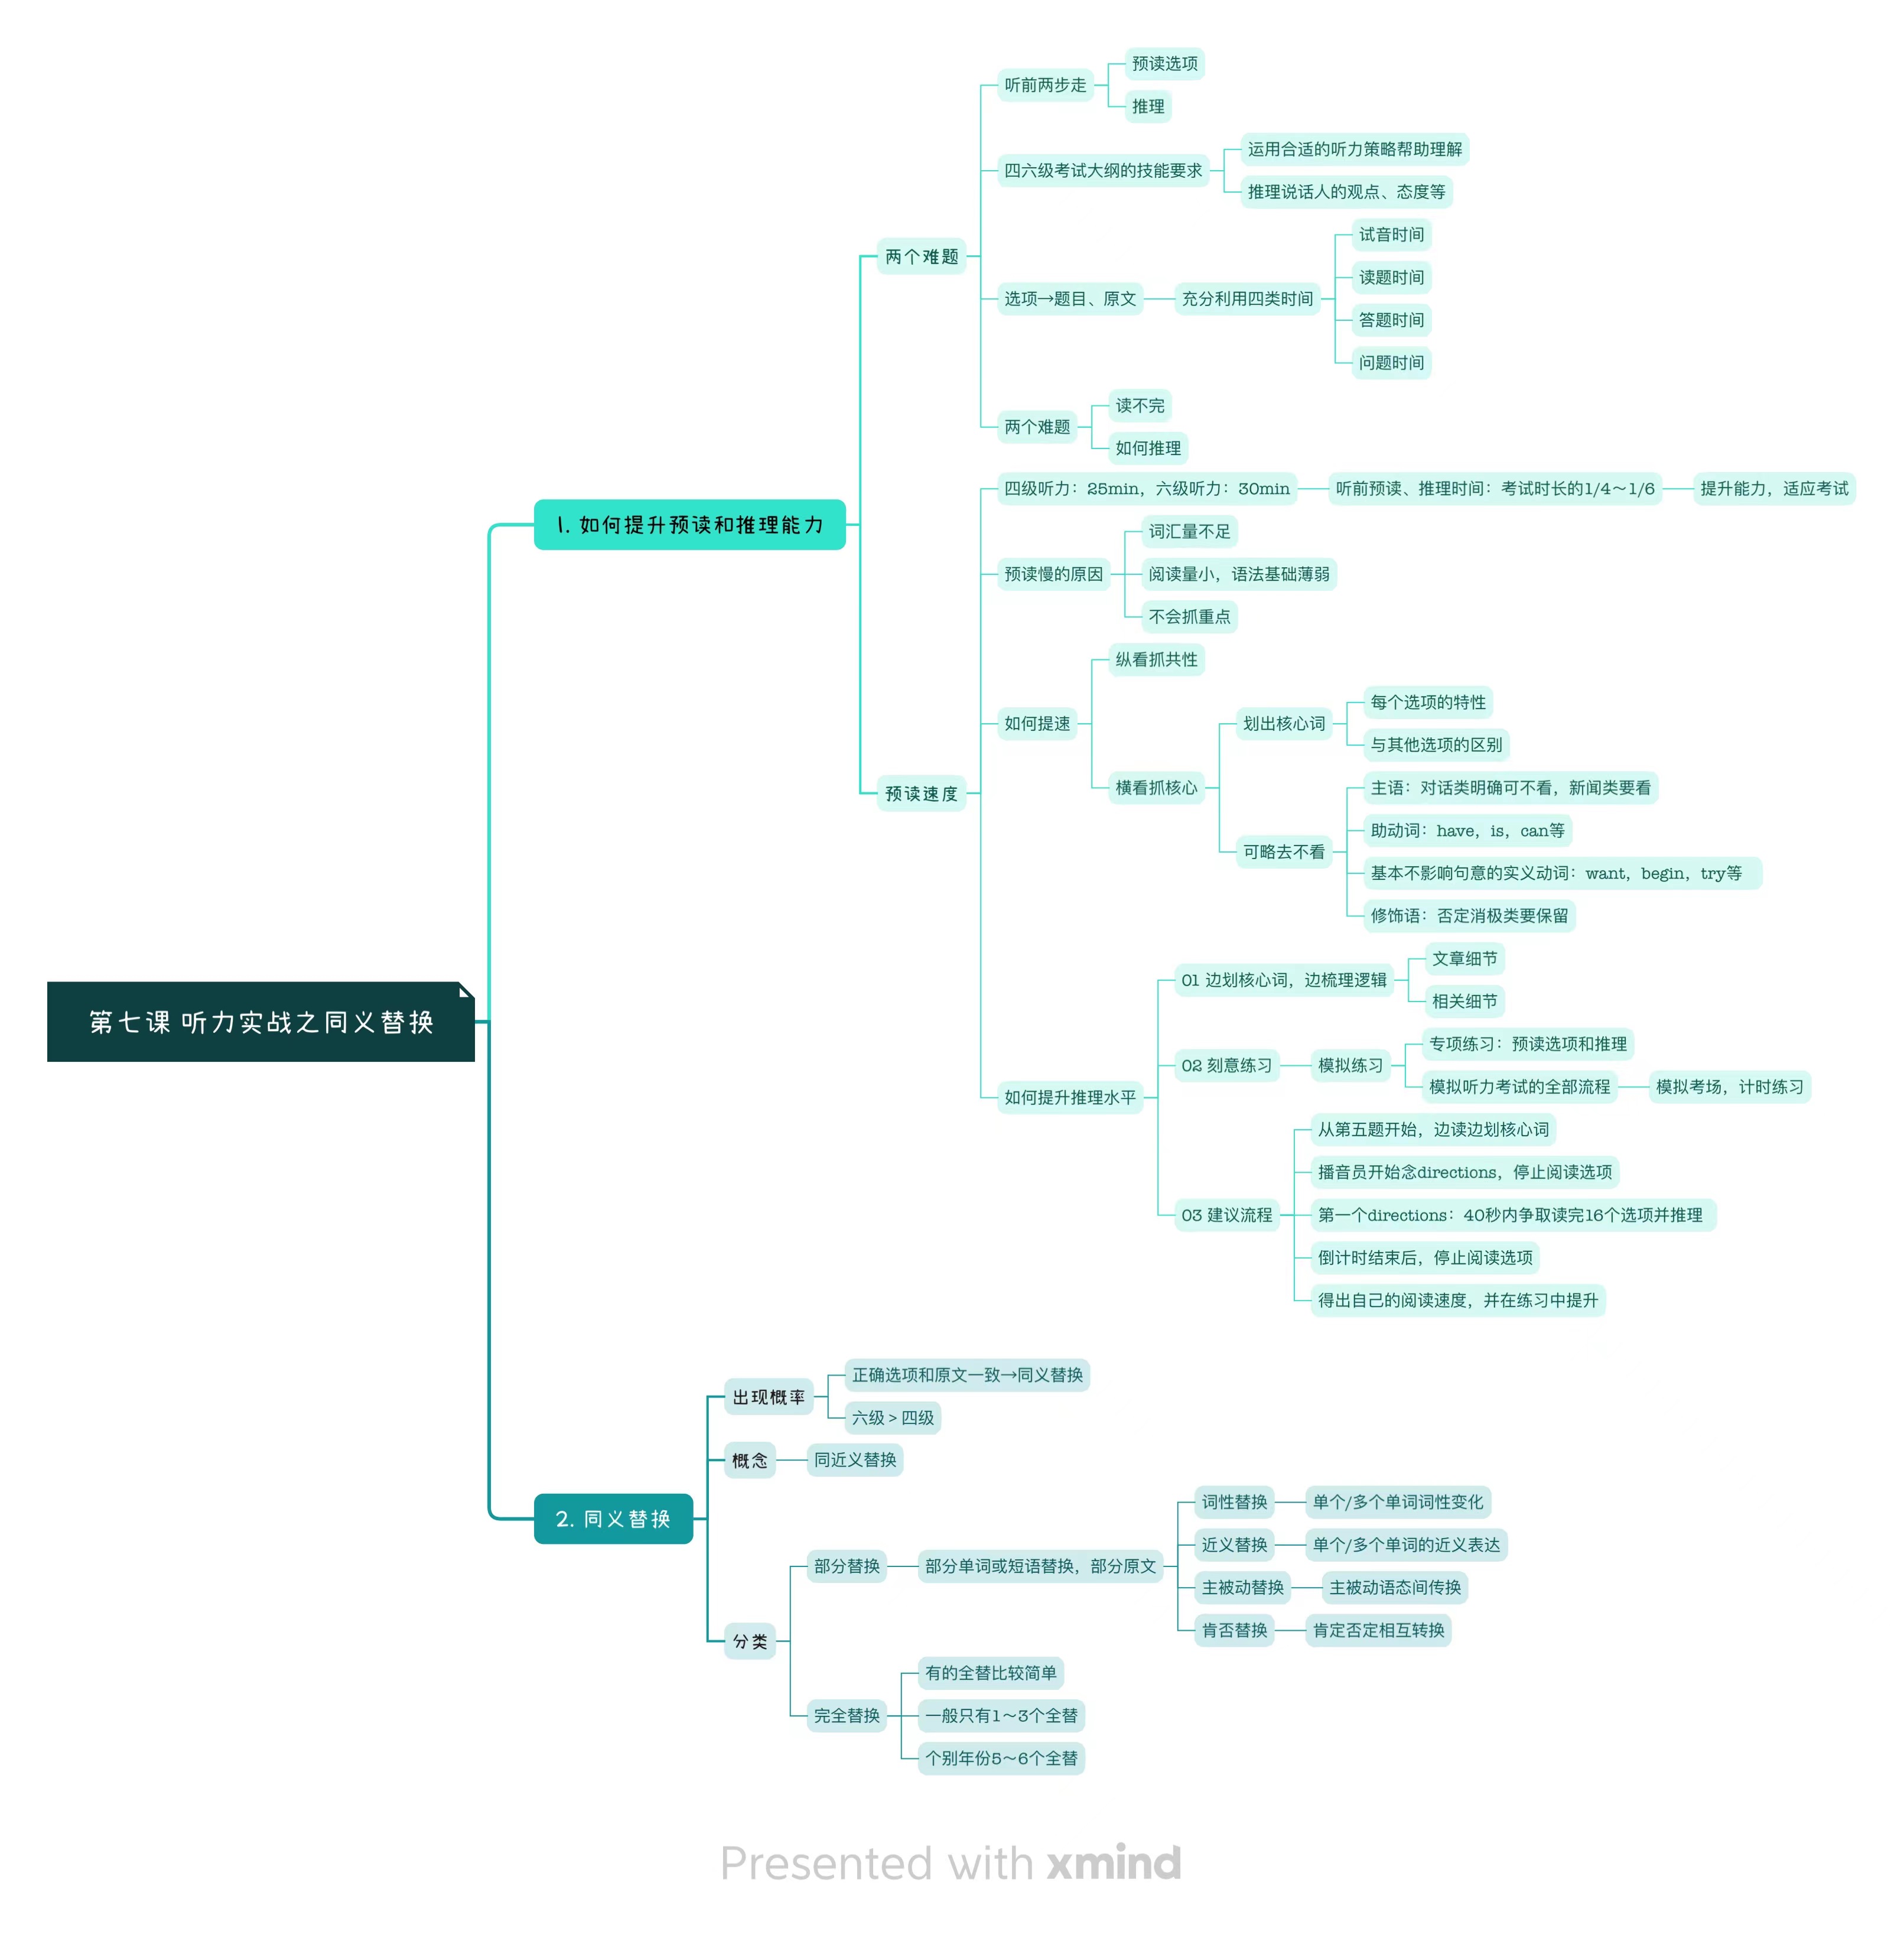 第七课 听力实战之同义替换
1. 如何提升预读和推理能力
两个难题
听前两步走
预读选项
推理
四六级考试大纲的技能要求
运用合适的听力策略帮助理解
推理说话人的观点、态度等
选项→题目、原文
充分利用四类时间
试音时间
读题时间
答题时间
问题时间
两个难题
读不完
如何推理
预读速度
四级听力：25min，六级听力：30min
听前预读、推理时间：考试时长的1/4～1/6
提升能力，适应考试
预读慢的原因
词汇量不足
阅读量小，语法基础薄弱
不会抓重点
如何提速
纵看抓共性
横看抓核心
划出核心词
每个选项的特性
与其他选项的区别
可略去不看
主语：对话类明确可不看，新闻类要看
助动词：have，is，can等
基本不影响句意的实义动词：want，begin，try等
修饰语：否定消极类要保留
如何提升推理水平
01 边划核心词，边梳理逻辑
文章细节
相关细节
02 刻意练习
模拟练习
专项练习：预读选项和推理
模拟听力考试的全部流程
模拟考场，计时练习
03 建议流程
从第五题开始，边读边划核心词
播音员开始念directions，停止阅读选项
第一个directions：40秒内争取读完16个选项并推理
倒计时结束后，停止阅读选项
得出自己的阅读速度，并在练习中提升
2. 同义替换
出现概率
正确选项和原文一致→同义替换
六级 > 四级
概念
同近义替换
分类
部分替换
部分单词或短语替换，部分原文
词性替换
单个/多个单词词性变化
近义替换
单个/多个单词的近义表达
主被动替换
主被动语态间传换
肯否替换
肯定否定相互转换
完全替换
有的全替比较简单
一般只有1～3个全替
个别年份5～6个全替
Presented with xmind